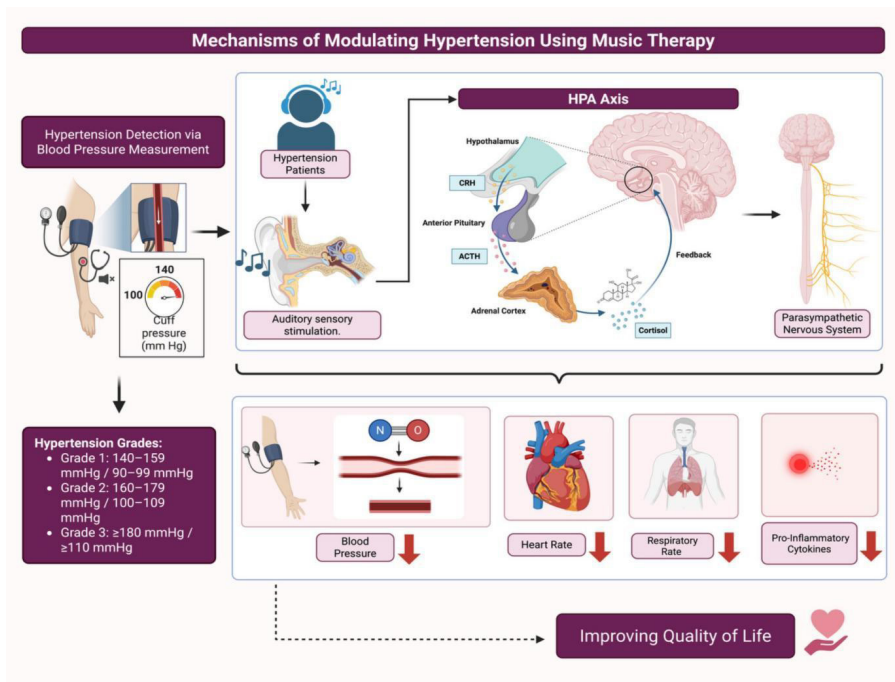 Mechanisms of Modulating Hypertension Using Music Therapy
Hypertension Detection via
Blood Pressure Measurement
140
100
Cuff
pressure
(mm Hg)
Hypertension Grades:
• Grade 1: 140–159
mmHg / 90–99 mmHg
• Grade 2: 160–179
mmHg / 100–109
mmHg
• Grade 3: ≥180 mmHg /
≥110 mmHg
Hypertension
Patients
Auditory sensory
stimulation.
HPA Axis
Hypothalamus
CRH
Anterior Pituitary
ACTH
Adrenal Cortex
Cortisol
Feedback
Parasympathetic
Nervous System
N
O
Blood
Pressure
Heart Rate
Respiratory
Rate
Pro-Inflammatory
Cytokines
Improving Quality of Life